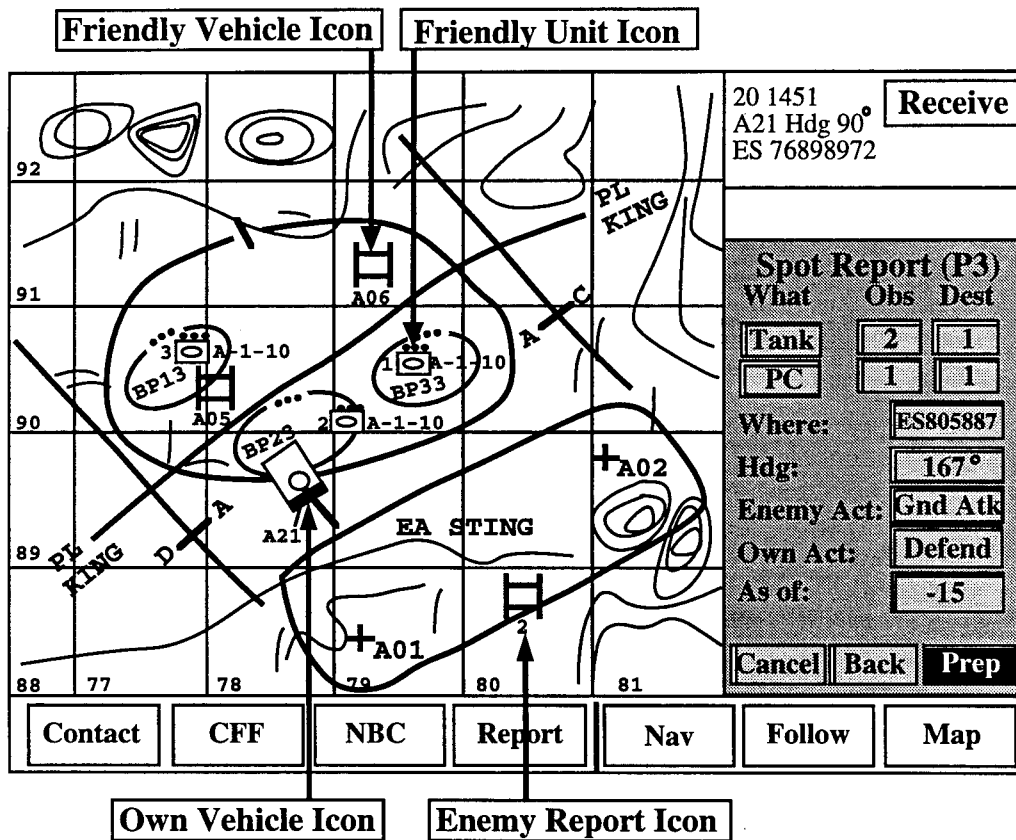 Friendly Vehicle Icon
Friendly Unit Icon
20 1451
A21 Hdg 90°
ES 76898972
Receive
92
PL
KING
91
A06
A C
3 A-1-10
BP13
A05
1 A-1-10
BP33
90
2 A-1-10
BP23
A02
A21
EA STING
89
PL
KING
D A
2
A01
88 77 78 79 80 81
Spot Report (P3)
What Obs Dest
Tank 2 1
PC 1 1
Where: ES805887
Hdg: 167°
Enemy Act: Gnd Atk
Own Act: Defend
As of: -15
Cancel Back Prep
Contact CFF NBC Report Nav Follow Map
Own Vehicle Icon
Enemy Report Icon